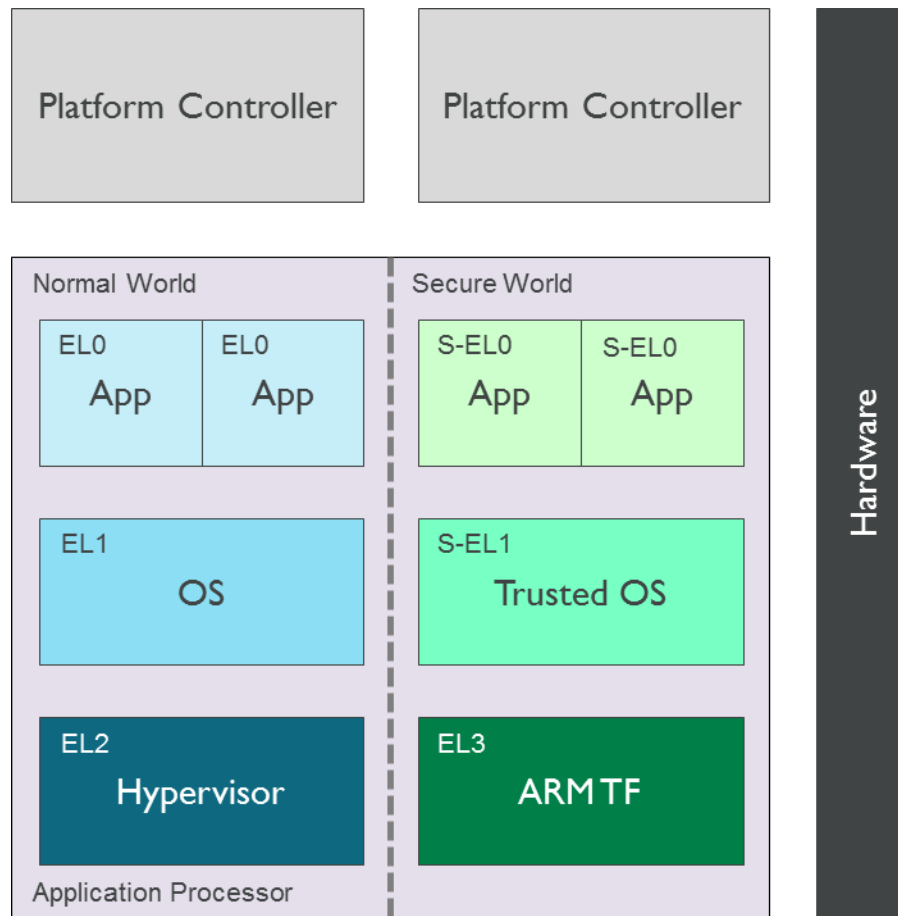 Platform Controller
Platform Controller
Hardware
Normal World
EL0
App
EL0
App
EL1
OS
EL2
Hypervisor
Application Processor
Secure World
S-EL0
App
S-EL0
App
S-EL1
Trusted OS
EL3
ARM TF